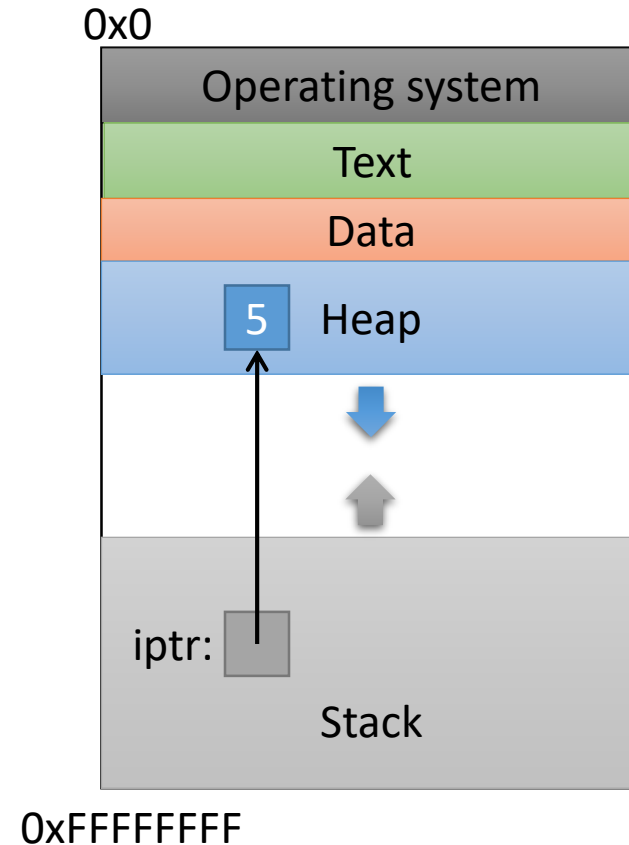 0x0
Operating system
Text
Data
5 Heap
iptr:
Stack
0xFFFFFFFF